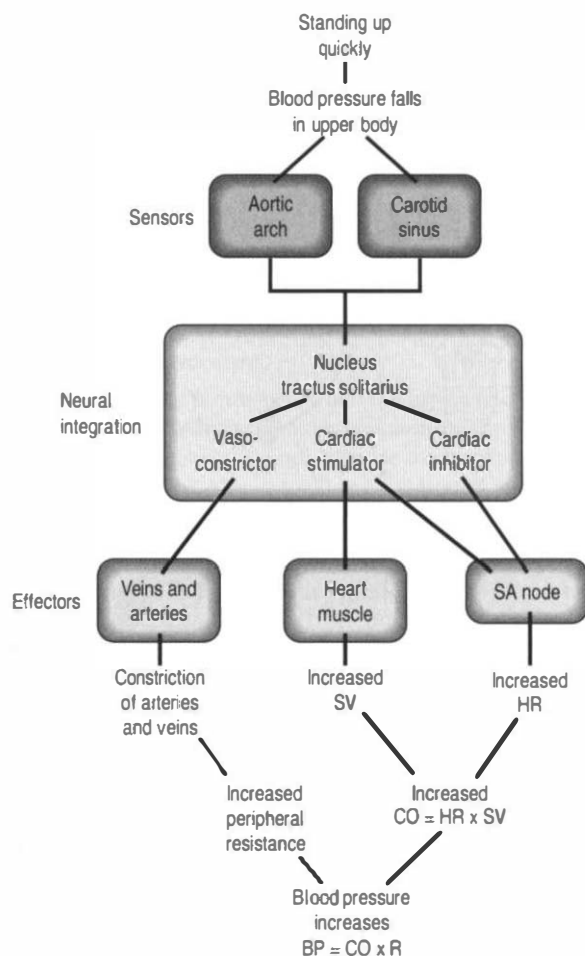 Standing up
quickly
Blood pressure falls
in upper body
Sensors
Aortic
arch
Carotid
sinus
Neural
integration
Nucleus
tractus solitarius
Vaso-
constrictor
Cardiac
stimulator
Cardiac
inhibitor
Effectors
Veins and
arteries
Heart
muscle
SA node
Constriction
of arteries
and veins
Increased
SV
Increased
HR
Increased
peripheral
resistance
Increased
CO = HR x SV
Blood pressure
increases
BP = CO x R